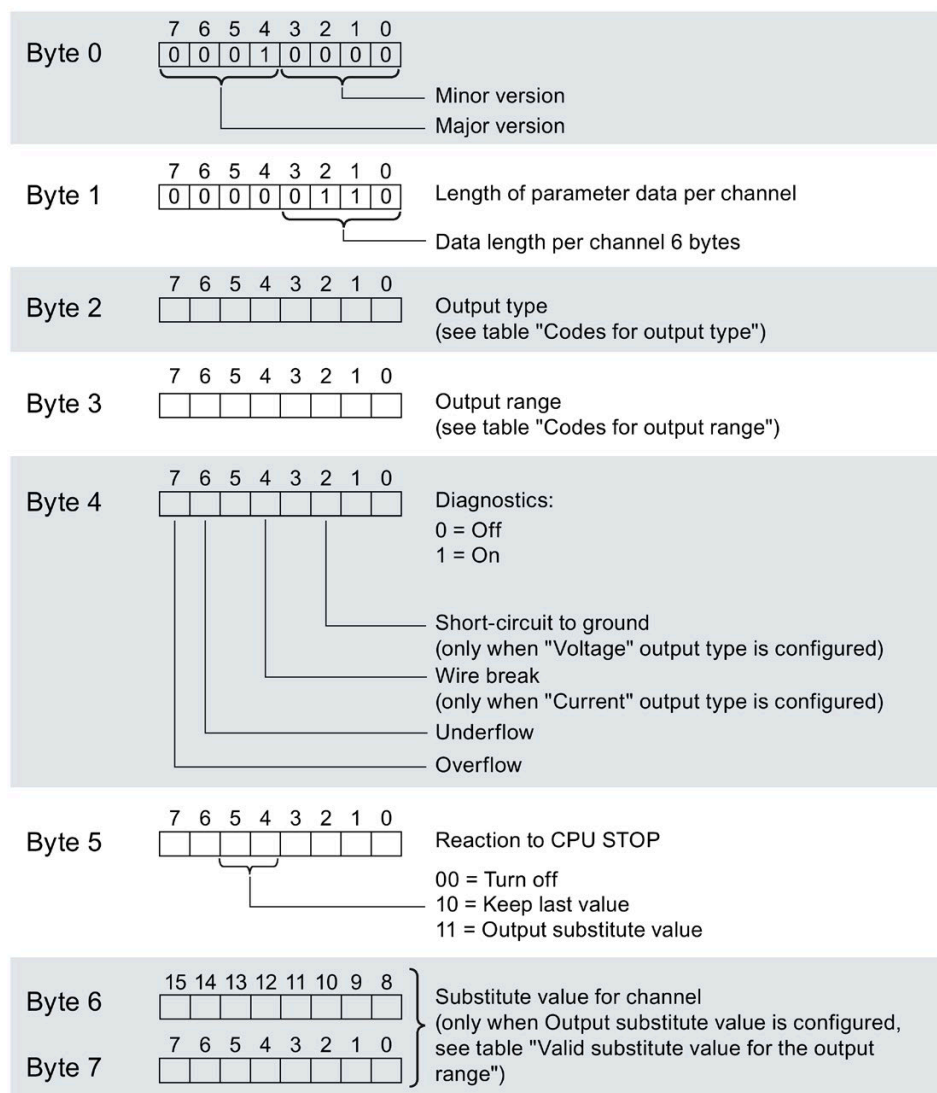 7 6 5 4 3 2 1 0
Byte 0
0 0 0 1 0 0 0 0
Minor version
Major version
7 6 5 4 3 2 1 0
Byte 1
0 0 0 0 0 1 1 0
Length of parameter data per channel
Data length per channel 6 bytes
7 6 5 4 3 2 1 0
Byte 2
Output type
(see table "Codes for output type")
7 6 5 4 3 2 1 0
Byte 3
Output range
(see table "Codes for output range")
7 6 5 4 3 2 1 0
Byte 4
Diagnostics:
0 = Off
1 = On
Short-circuit to ground
(only when "Voltage" output type is configured)
Wire break
(only when "Current" output type is configured)
Underflow
Overflow
7 6 5 4 3 2 1 0
Byte 5
Reaction to CPU STOP
00 = Turn off
10 = Keep last value
11 = Output substitute value
15 14 13 12 11 10 9 8
Byte 6
7 6 5 4 3 2 1 0
Byte 7
Substitute value for channel
(only when Output substitute value is configured,
see table "Valid substitute value for the output
range")